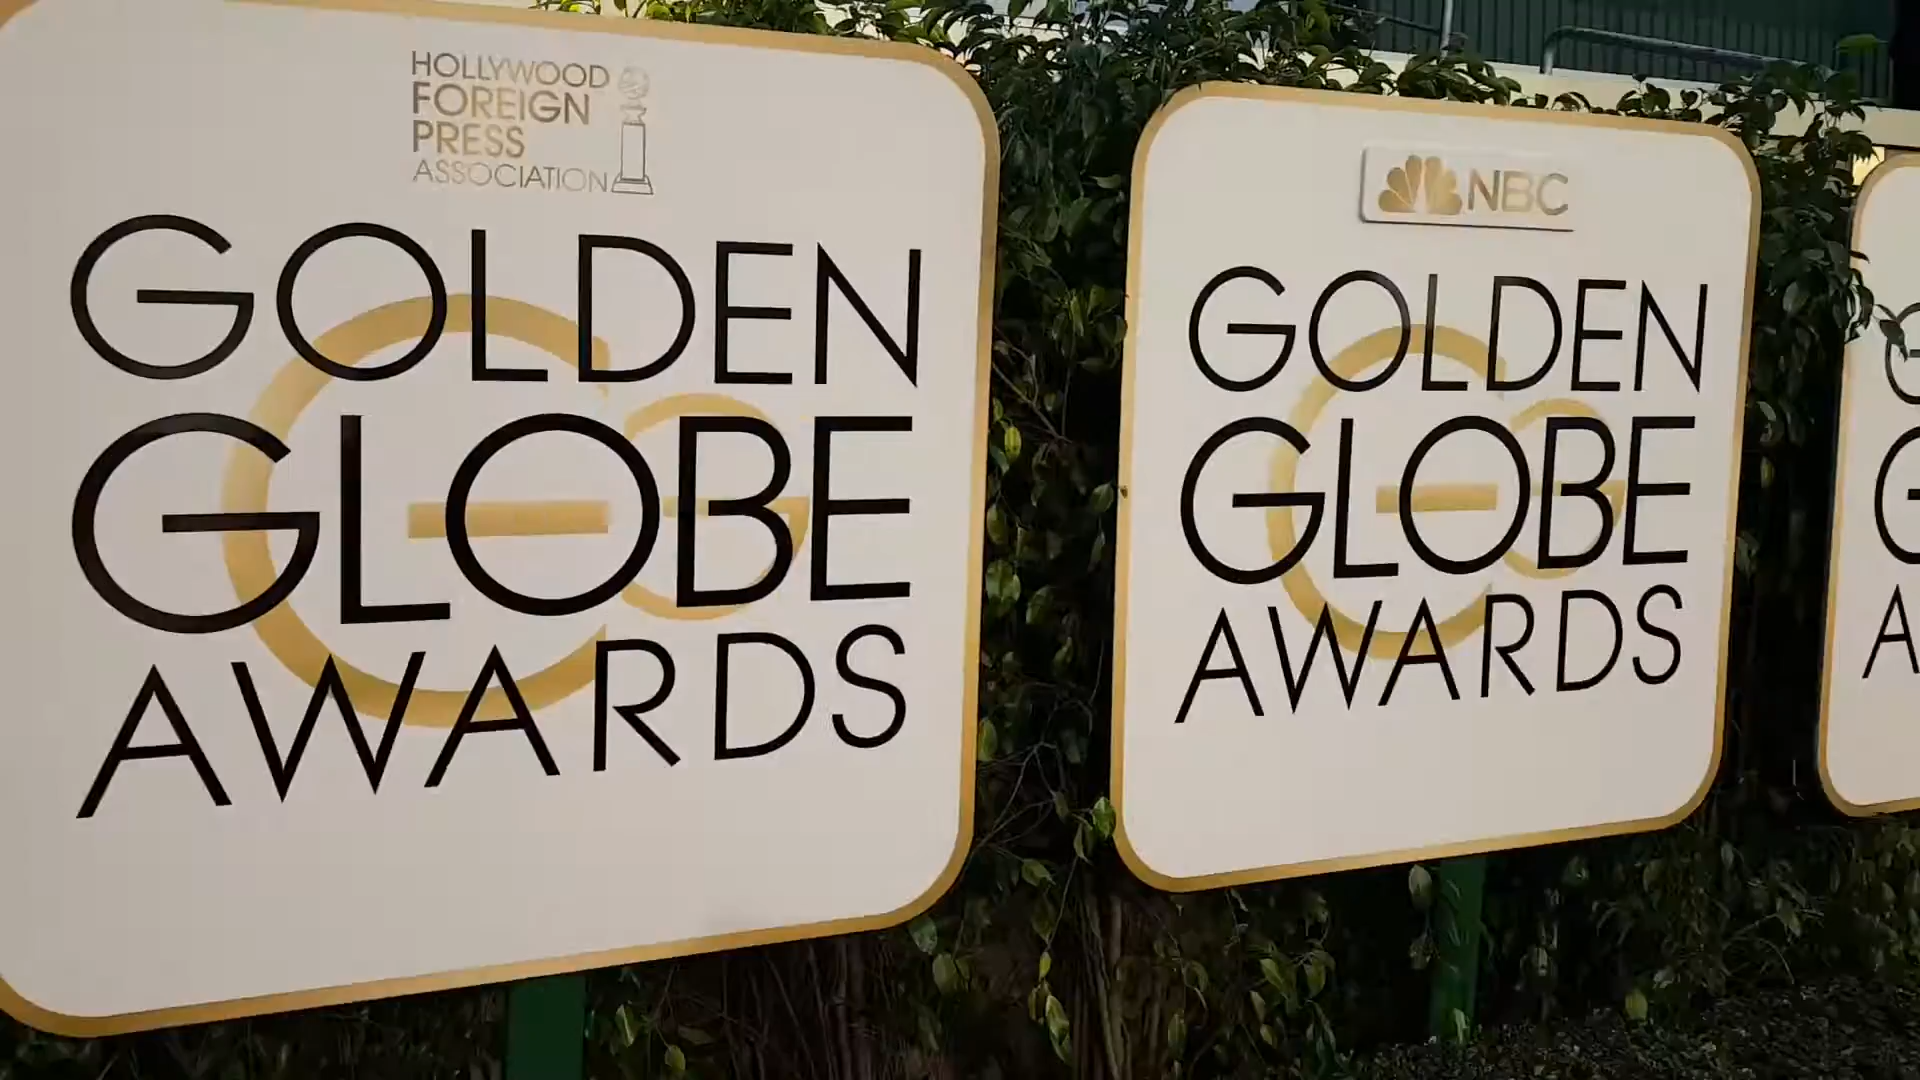 HOLLYWOOD
FOREIGN
PRESS
ASSOCIATION
GOLDEN
GLOBE
AWARDS
NBC
GOLDEN
GLOBE
AWARDS